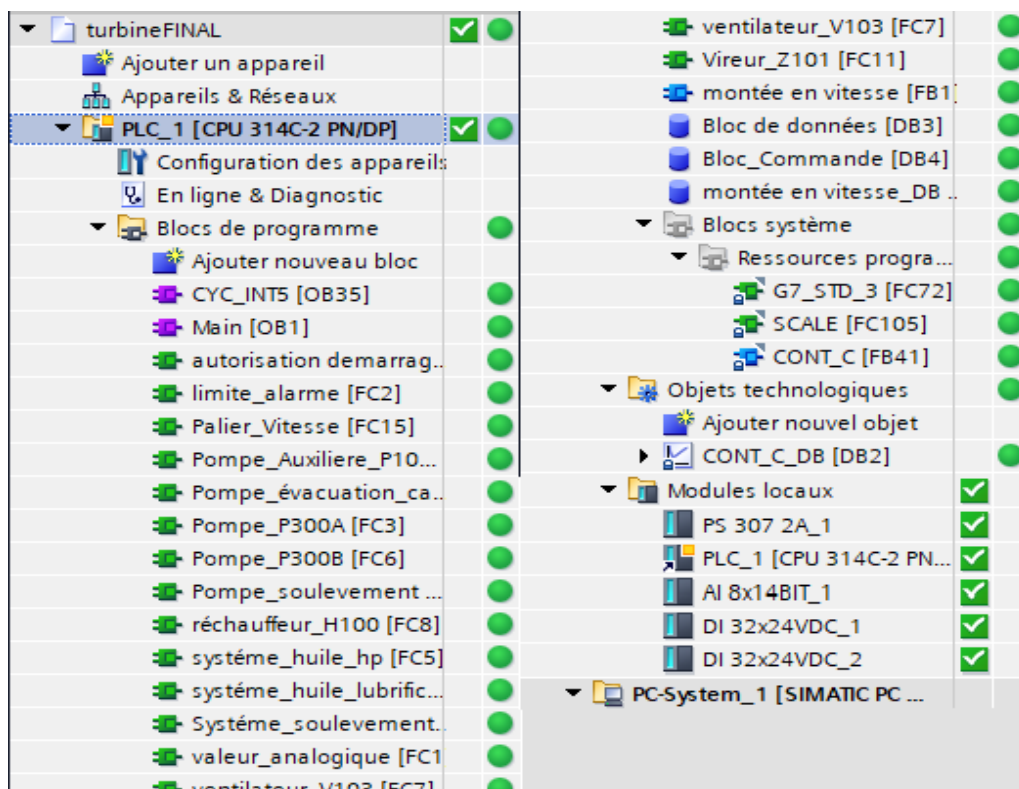 turbineFINAL
Ajouter un appareil
Appareils & Réseaux
PLC_1 [CPU 314C-2 PN/DP]
Configuration des appareils
En ligne & Diagnostic
Blocs de programme
Ajouter nouveau bloc
CYC_INT5 [OB35]
Main [OB1]
autorisation demarrag..
limite_alarme [FC2]
Palier_Vitesse [FC15]
Pompe_Auxiliere_P10...
Pompe_évacuation_ca..
Pompe_P300A [FC3]
Pompe_P300B [FC6]
Pompe_soulevement ...
réchauffeur_H100 [FC8]
systéme_huile_hp [FC5]
systéme_huile_lubrific...
Systéme_soulevement.
valeur_analogique [FC1
ventilateur_V103 [FC7]
ventilateur_V103 [FC7]
Vireur_Z101 [FC11]
montée en vitesse [FB1]
Bloc de données [DB3]
Bloc_Commande [DB4]
montée en vitesse_DB ..
Blocs système
Ressources progra...
G7_STD_3 [FC72]
SCALE [FC105]
CONT_C [FB41]
Objets technologiques
Ajouter nouvel objet
CONT_C_DB [DB2]
Modules locaux
PS 307 2A_1
PLC_1 [CPU 314C-2 PN...
AI 8x14BIT_1
DI 32x24VDC_1
DI 32x24VDC_2
PC-System_1 [SIMATIC PC ...